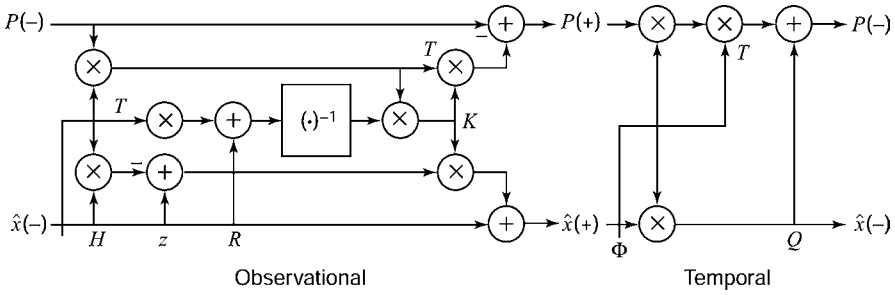 P(−) − P(+) P(−)
T T
T (·)⁻¹ K
−
x̂(−) H z R x̂(+) Φ Q x̂(−)
Observational Temporal